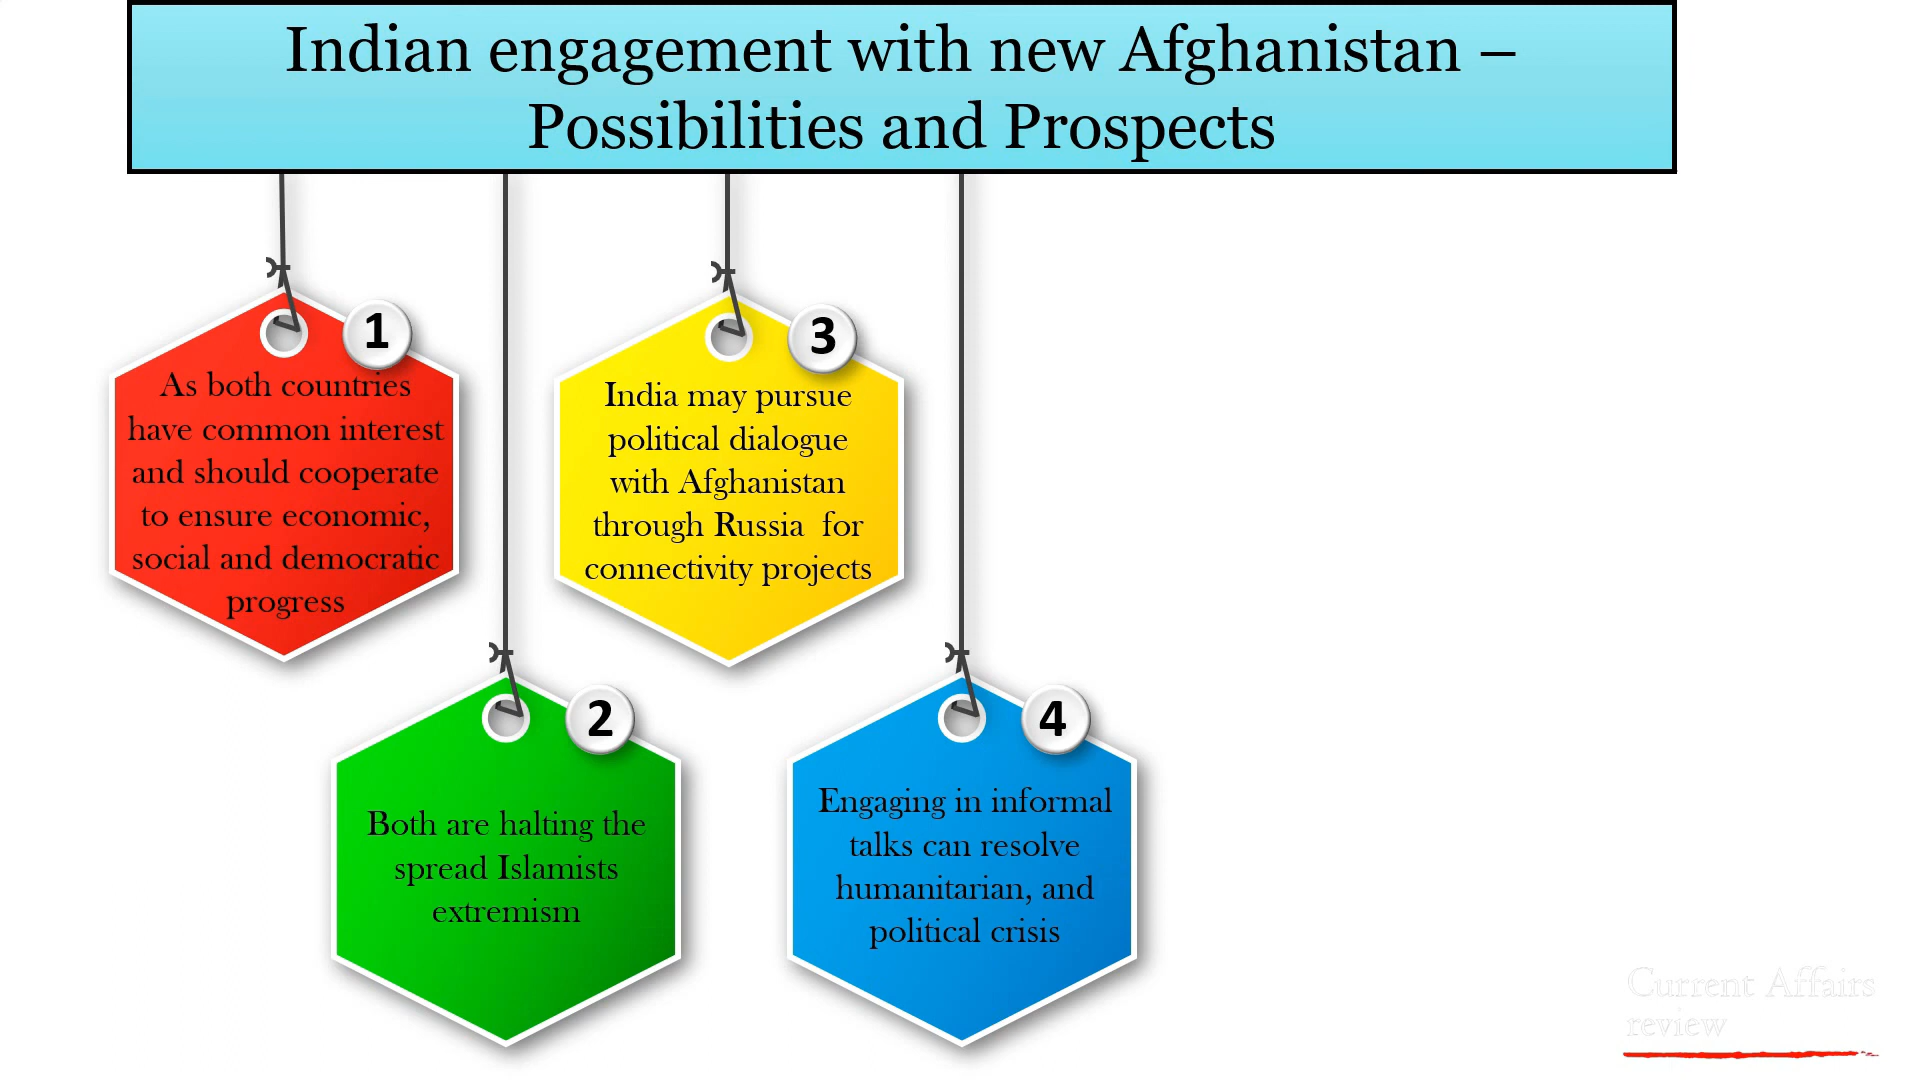 Indian engagement with new Afghanistan –
Possibilities and Prospects
1
As both countries
have common interest
and should cooperate
to ensure economic,
social and democratic
progress
2
Both are halting the
spread Islamists
extremism
3
India may pursue
political dialogue
with Afghanistan
through Russia  for
connectivity projects
4
Engaging in informal
talks can resolve
humanitarian, and
political crisis
Current Affairs
review